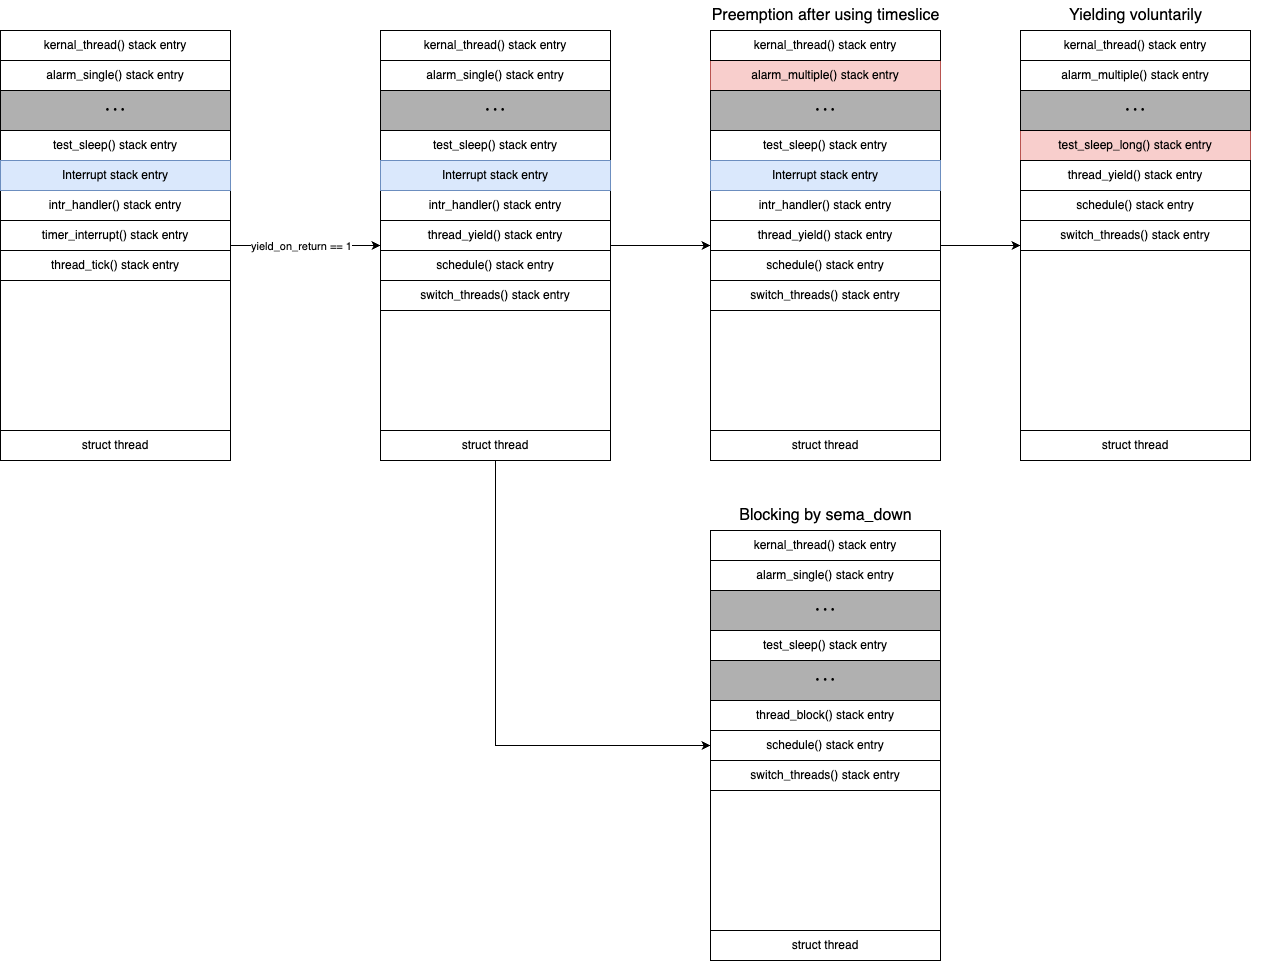 kernal_thread() stack entry
alarm_single() stack entry
...
test_sleep() stack entry
Interrupt stack entry
intr_handler() stack entry
timer_interrupt() stack entry
thread_tick() stack entry
struct thread
yield_on_return == 1
kernal_thread() stack entry
alarm_single() stack entry
...
test_sleep() stack entry
Interrupt stack entry
intr_handler() stack entry
thread_yield() stack entry
schedule() stack entry
switch_threads() stack entry
struct thread
Preemption after using timeslice
kernal_thread() stack entry
alarm_multiple() stack entry
...
test_sleep() stack entry
Interrupt stack entry
intr_handler() stack entry
thread_yield() stack entry
schedule() stack entry
switch_threads() stack entry
struct thread
Yielding voluntarily
kernal_thread() stack entry
alarm_multiple() stack entry
...
test_sleep_long() stack entry
thread_yield() stack entry
schedule() stack entry
switch_threads() stack entry
struct thread
Blocking by sema_down
kernal_thread() stack entry
alarm_single() stack entry
...
test_sleep() stack entry
...
thread_block() stack entry
schedule() stack entry
switch_threads() stack entry
struct thread